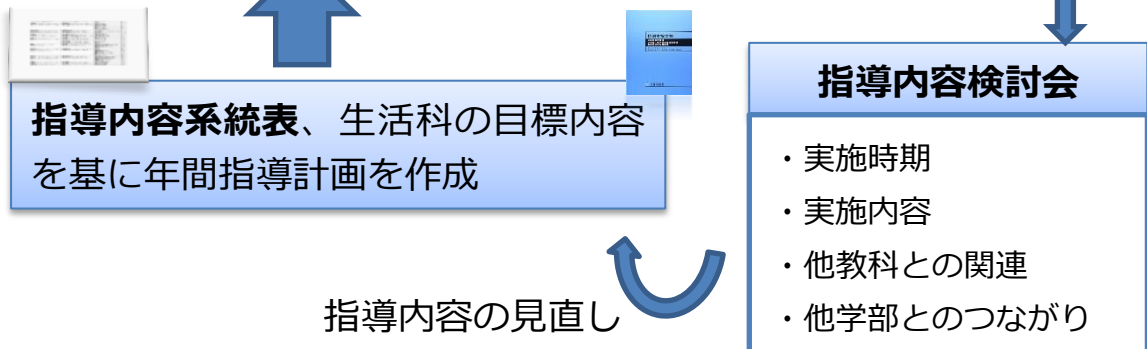 指導内容系統表、生活科の目標内容
を基に年間指導計画を作成
指導内容検討会
・実施時期
・実施内容
・他教科との関連
・他学部とのつながり
指導内容の見直し